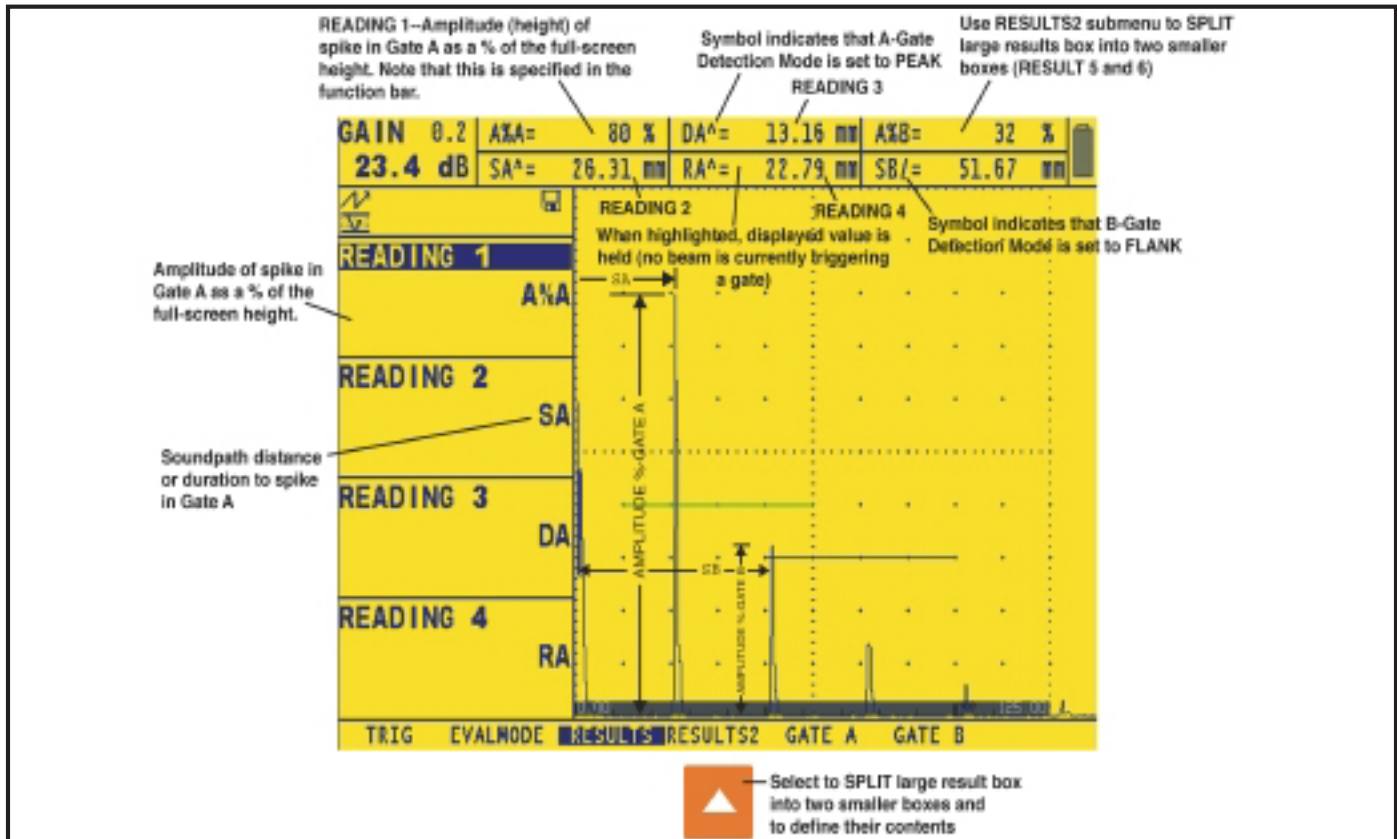 READING 1--Amplitude (height) of
spike in Gate A as a % of the full-screen
height. Note that this is specified in the
function bar.
Symbol indicates that A-Gate
Detection Mode is set to PEAK
READING 3
Use RESULTS2 submenu to SPLIT
large results box into two smaller
boxes (RESULT 5 and 6)
GAIN 0.2
23.4 dB
A%A= 80 %
DA^= 13.16 mm
A%B= 32 %
SA^= 26.31 mm
RA^= 22.79 mm
SB/= 51.67 mm
READING 2
READING 4
When highlighted, displayed value is
held (no beam is currently triggering
a gate)
Symbol indicates that B-Gate
Detection Mode is set to FLANK
Amplitude of spike in
Gate A as a % of the
full-screen height.
READING 1
A%A
READING 2
SA
Soundpath distance
or duration to spike
in Gate A
READING 3
DA
READING 4
RA
SA
AMPLITUDE %-GATE A
SB
AMPLITUDE %-GATE B
0.00
125.00
TRIG EVALMODE RESULTS RESULTS2 GATE A GATE B
Select to SPLIT large result box
into two smaller boxes and
to define their contents